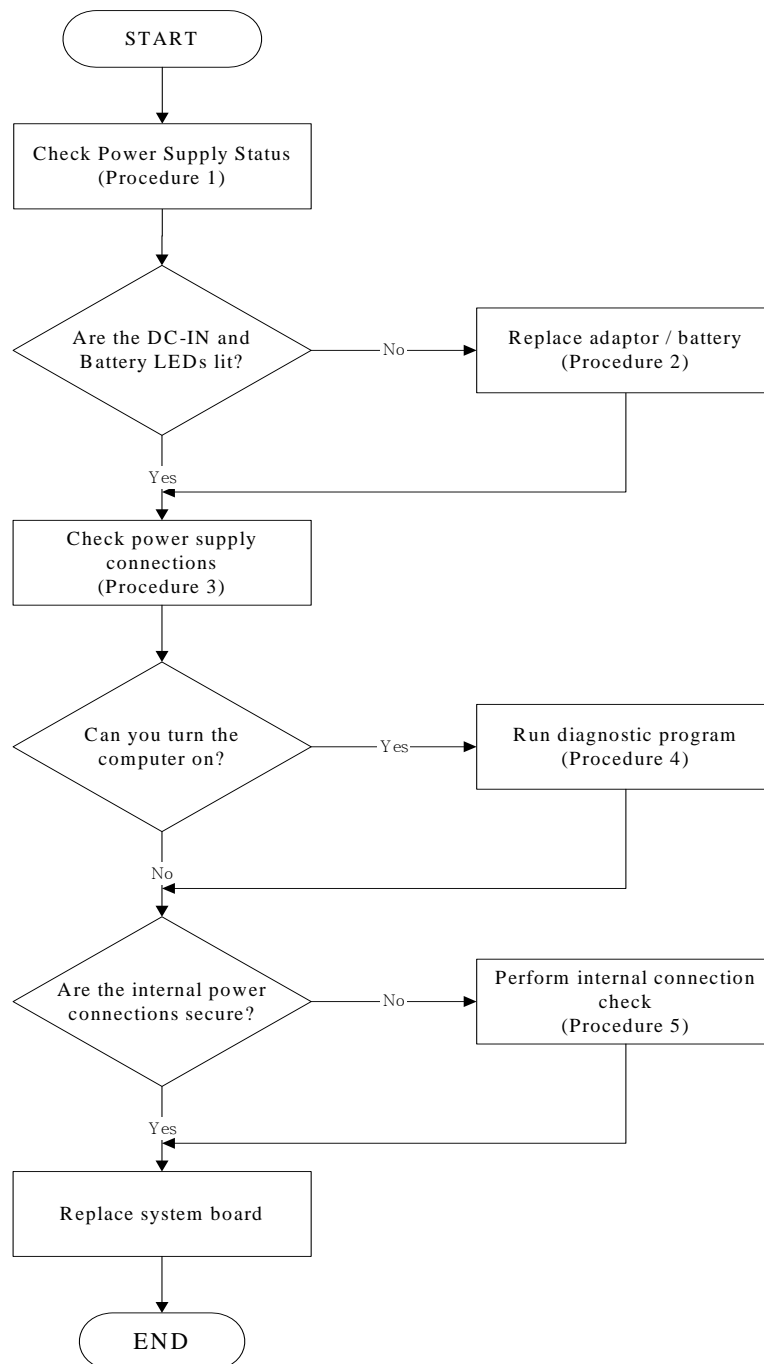 START
Check Power Supply Status
(Procedure 1)
Are the DC-IN and
Battery LEDs lit?
No
Replace adaptor / battery
(Procedure 2)
Yes
Check power supply
connections
(Procedure 3)
Can you turn the
computer on?
Yes
Run diagnostic program
(Procedure 4)
No
Are the internal power
connections secure?
No
Perform internal connection
check
(Procedure 5)
Yes
Replace system board
END